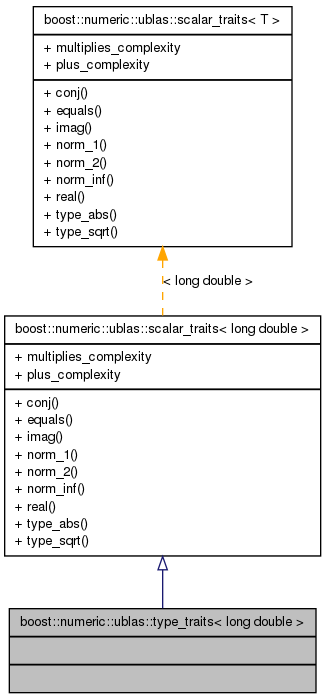 boost::numeric::ublas::scalar_traits< T >
+ multiplies_complexity
+ plus_complexity
+ conj()
+ equals()
+ imag()
+ norm_1()
+ norm_2()
+ norm_inf()
+ real()
+ type_abs()
+ type_sqrt()
< long double >
boost::numeric::ublas::scalar_traits< long double >
+ multiplies_complexity
+ plus_complexity
+ conj()
+ equals()
+ imag()
+ norm_1()
+ norm_2()
+ norm_inf()
+ real()
+ type_abs()
+ type_sqrt()
boost::numeric::ublas::type_traits< long double >